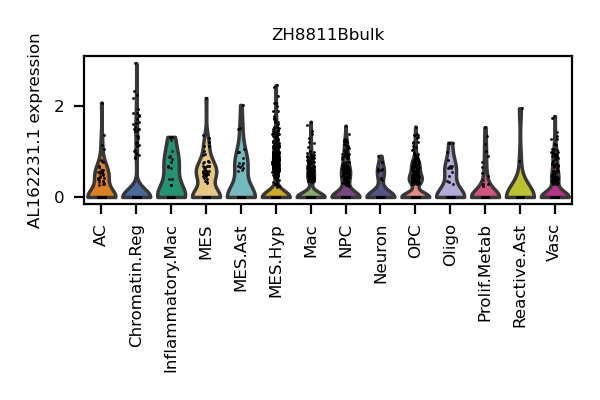 ZH8811Bbulk
AL162231.1 expression
2
0
AC
Chromatin.Reg
Inflammatory.Mac
MES
MES.Ast
MES.Hyp
Mac
NPC
Neuron
OPC
Oligo
Prolif.Metab
Reactive.Ast
Vasc